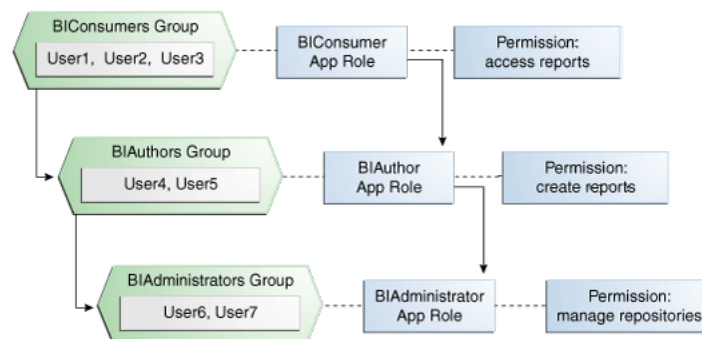 BIConsumers Group
User1, User2, User3
BIConsumer
App Role
Permission:
access reports
BIAuthors Group
User4, User5
BIAuthor
App Role
Permission:
create reports
BIAdministrators Group
User6, User7
BIAdministrator
App Role
Permission:
manage repositories